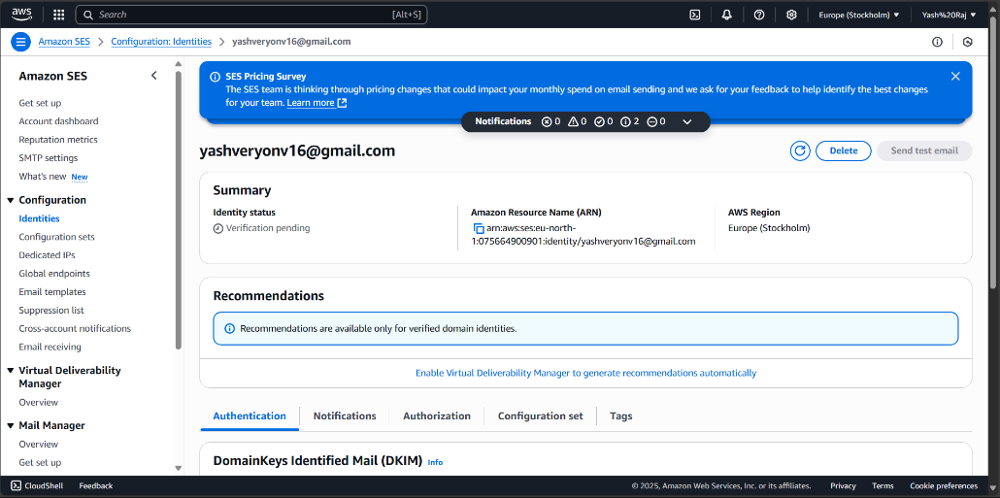 aws
Search [Alt+S]
Europe (Stockholm)
Yash%20Raj
Amazon SES > Configuration: Identities > yashveryonv16@gmail.com
Amazon SES
Get set up
Account dashboard
Reputation metrics
SMTP settings
What's new New
Configuration
Identities
Configuration sets
Dedicated IPs
Global endpoints
Email templates
Suppression list
Cross-account notifications
Email receiving
Virtual Deliverability
Manager
Overview
Mail Manager
Overview
Get set up
SES Pricing Survey
The SES team is thinking through pricing changes that could impact your monthly spend on email sending and we ask for your feedback to help identify the best changes
for your team. Learn more
Notifications 0 0 0 2 0
yashveryonv16@gmail.com
Delete
Send test email
Summary
Identity status
Verification pending
Amazon Resource Name (ARN)
arn:aws:ses:eu-north-
1:075664900901:identity/yashveryonv16@gmail.com
AWS Region
Europe (Stockholm)
Recommendations
Recommendations are available only for verified domain identities.
Enable Virtual Deliverability Manager to generate recommendations automatically
Authentication
Notifications
Authorization
Configuration set
Tags
DomainKeys Identified Mail (DKIM) Info
CloudShell
Feedback
© 2025, Amazon Web Services, Inc. or its affiliates.
Privacy
Terms
Cookie preferences